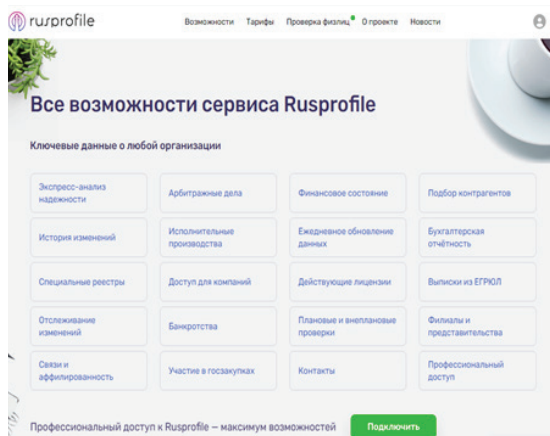 rusprofile
Возможности Тарифы Проверка физлиц О проекте Новости
Все возможности сервиса Rusprofile
Ключевые данные о любой организации
Экспресс-анализ
надежности
Арбитражные дела
Финансовое состояние
Подбор контрагентов
История изменений
Исполнительные
производства
Ежедневное обновление
данных
Бухгалтерская
отчётность
Специальные реестры
Доступ для компаний
Действующие лицензии
Выписки из ЕГРЮЛ
Отслеживание
изменений
Банкротства
Плановые и внеплановые
проверки
Филиалы и
представительства
Связи и
аффилированность
Участие в госзакупках
Контакты
Профессиональный
доступ
Профессиональный доступ к Rusprofile — максимум возможностей
Подключить